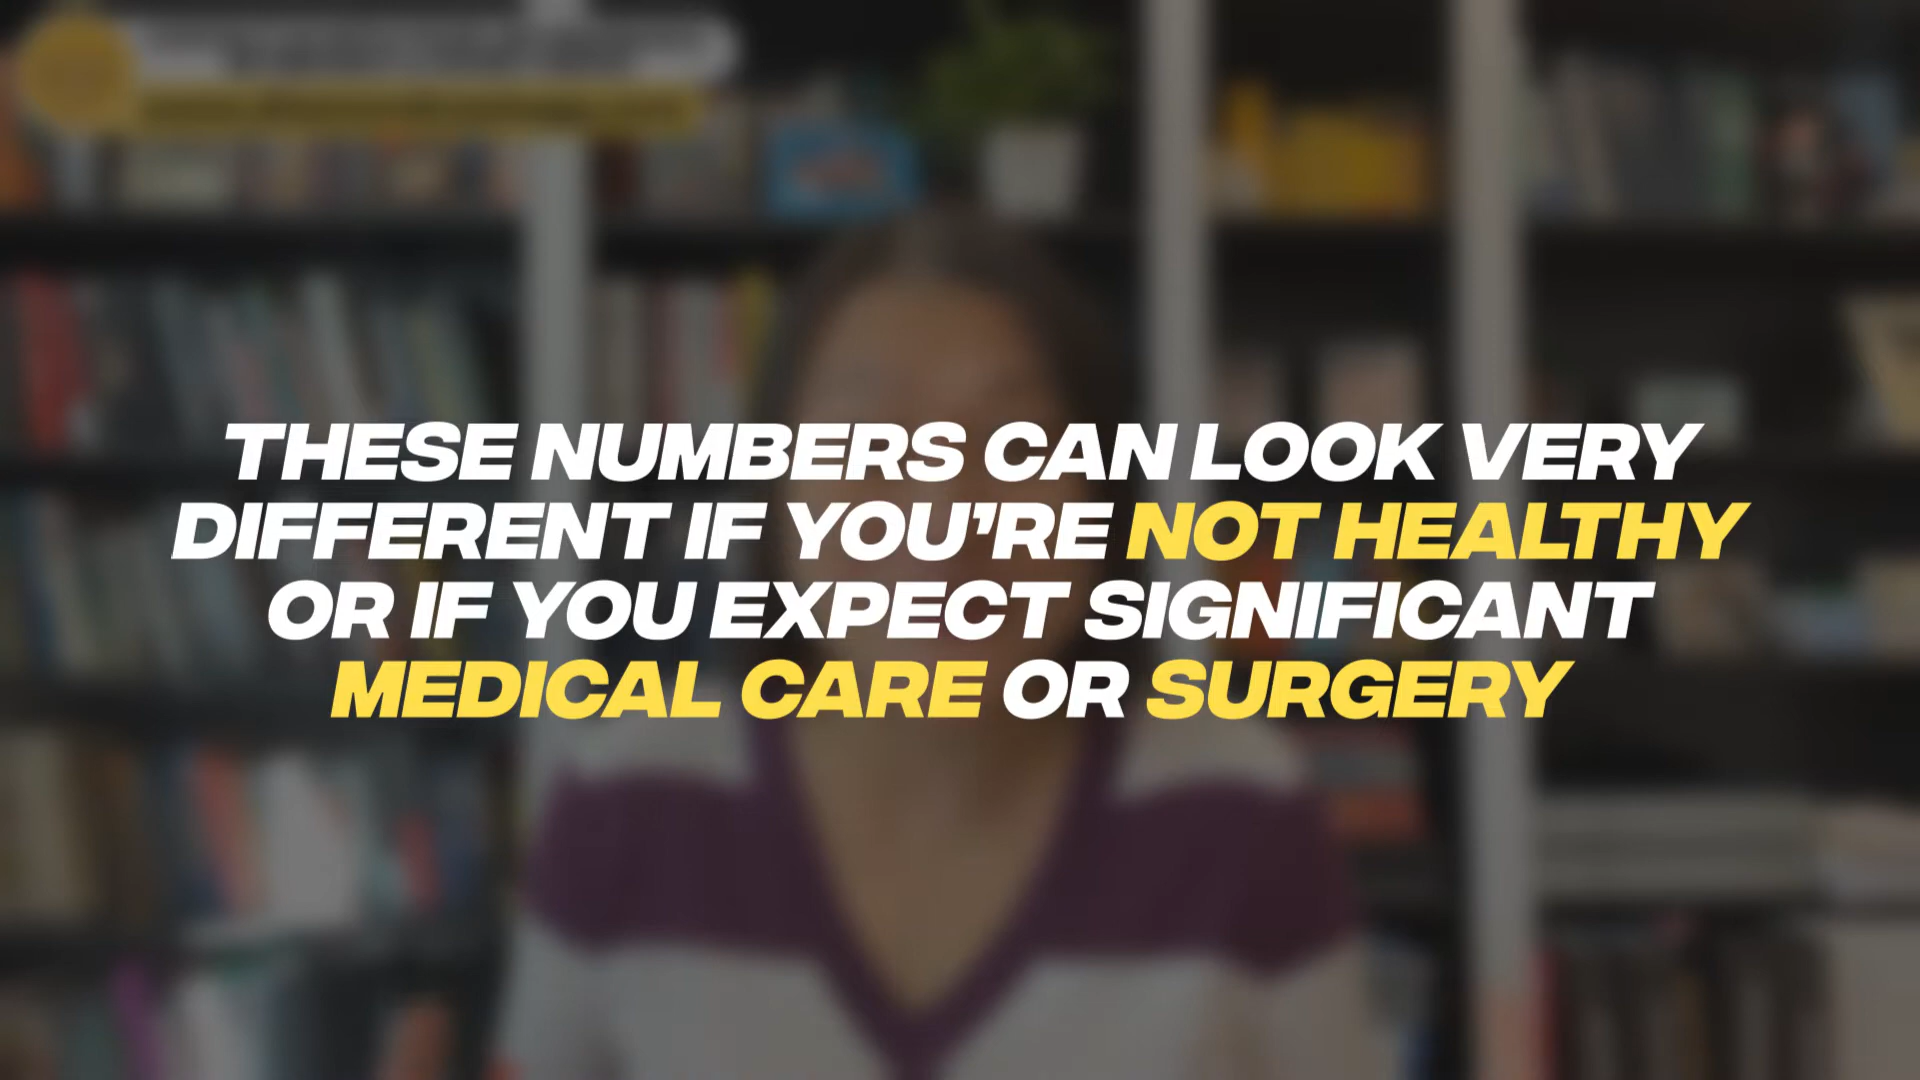 THESE NUMBERS CAN LOOK VERY
DIFFERENT IF YOU'RE NOT HEALTHY
OR IF YOU EXPECT SIGNIFICANT
MEDICAL CARE OR SURGERY